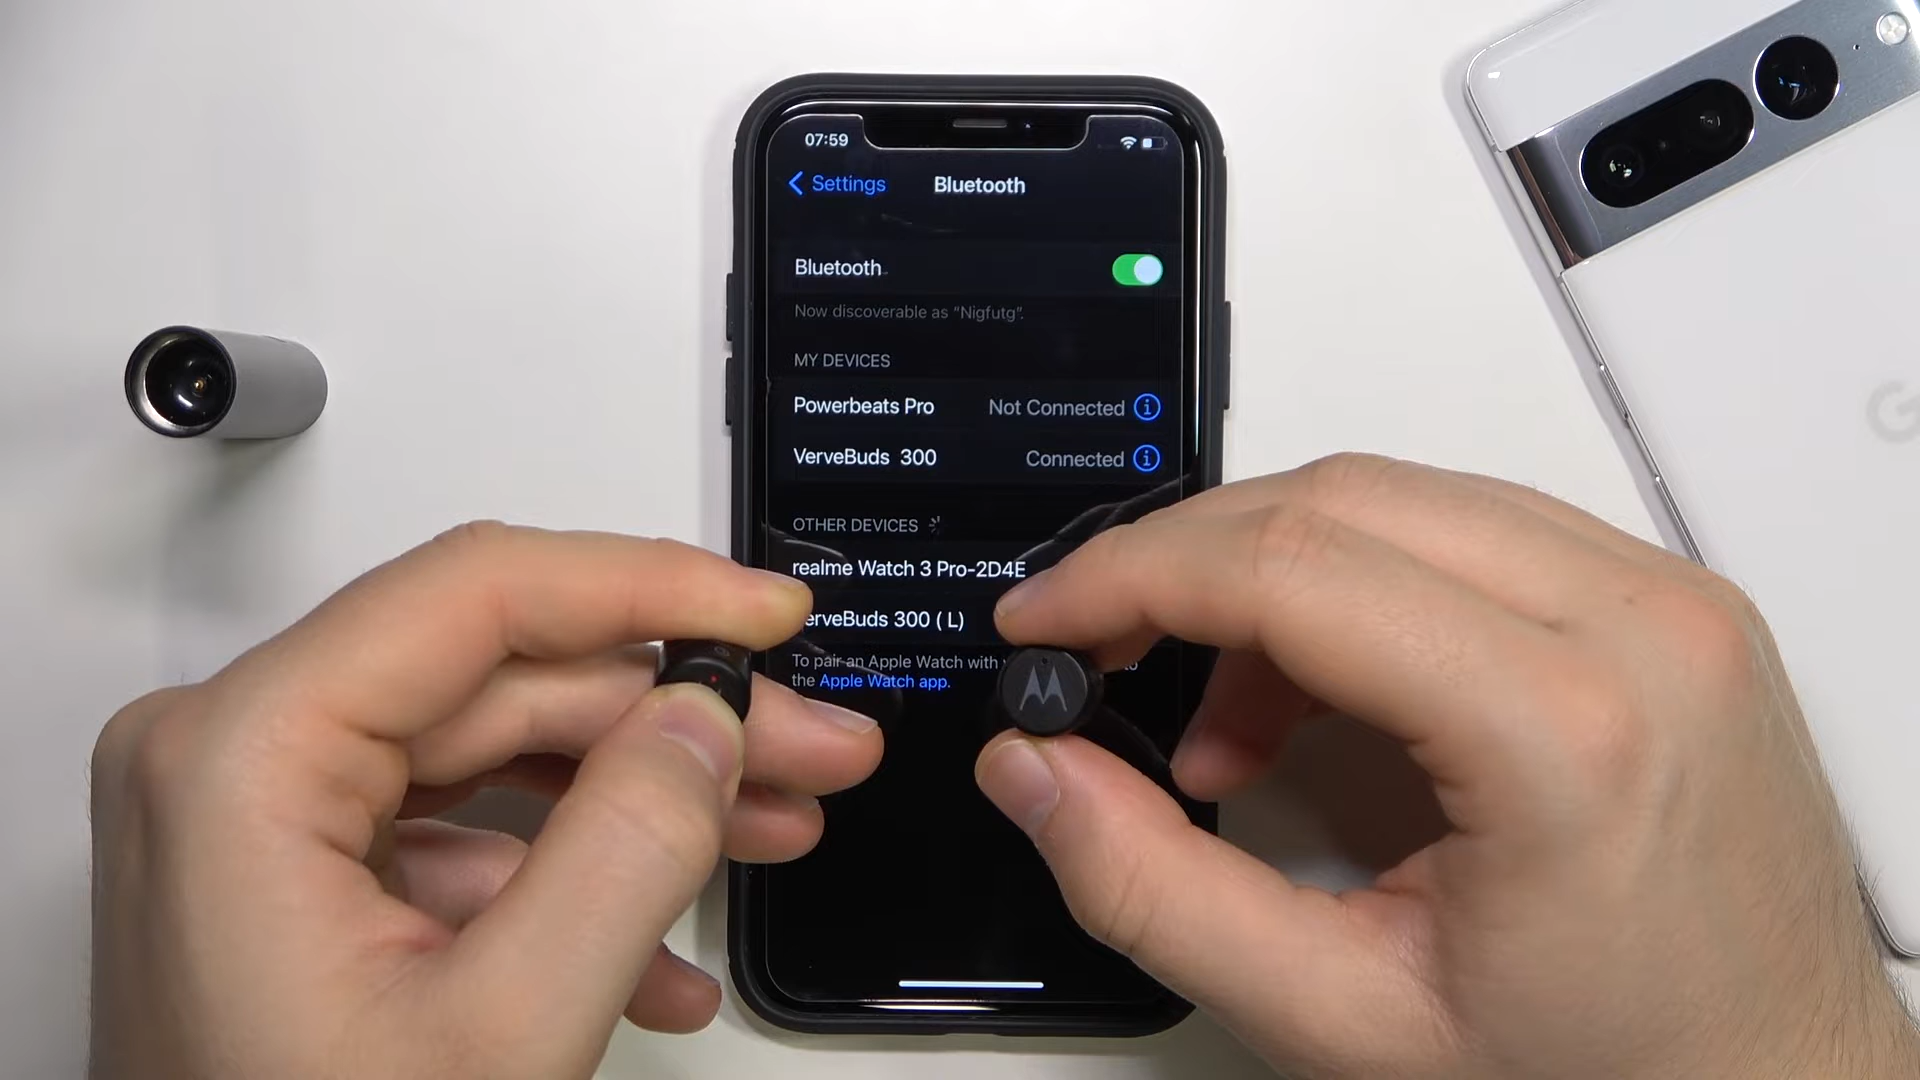 07:59
Settings
Bluetooth
Bluetooth
Now discoverable as “Nigfutg”.
MY DEVICES
Powerbeats Pro
Not Connected
VerveBuds 300
Connected
OTHER DEVICES
realme Watch 3 Pro-2D4E
erveBuds 300 ( L)
To pair an Apple Watch with
to
the Apple Watch app.
G